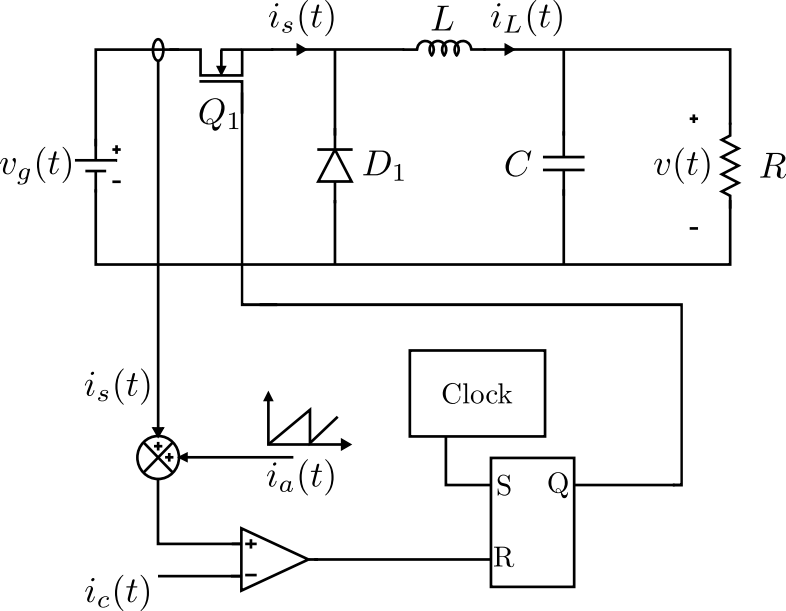 i_s(t)
L
i_L(t)
Q_1
+
v_g(t)
-
D_1
C
+
v(t)
-
R
i_s(t)
Clock
+
+
i_a(t)
S
Q
+
-
R
i_c(t)